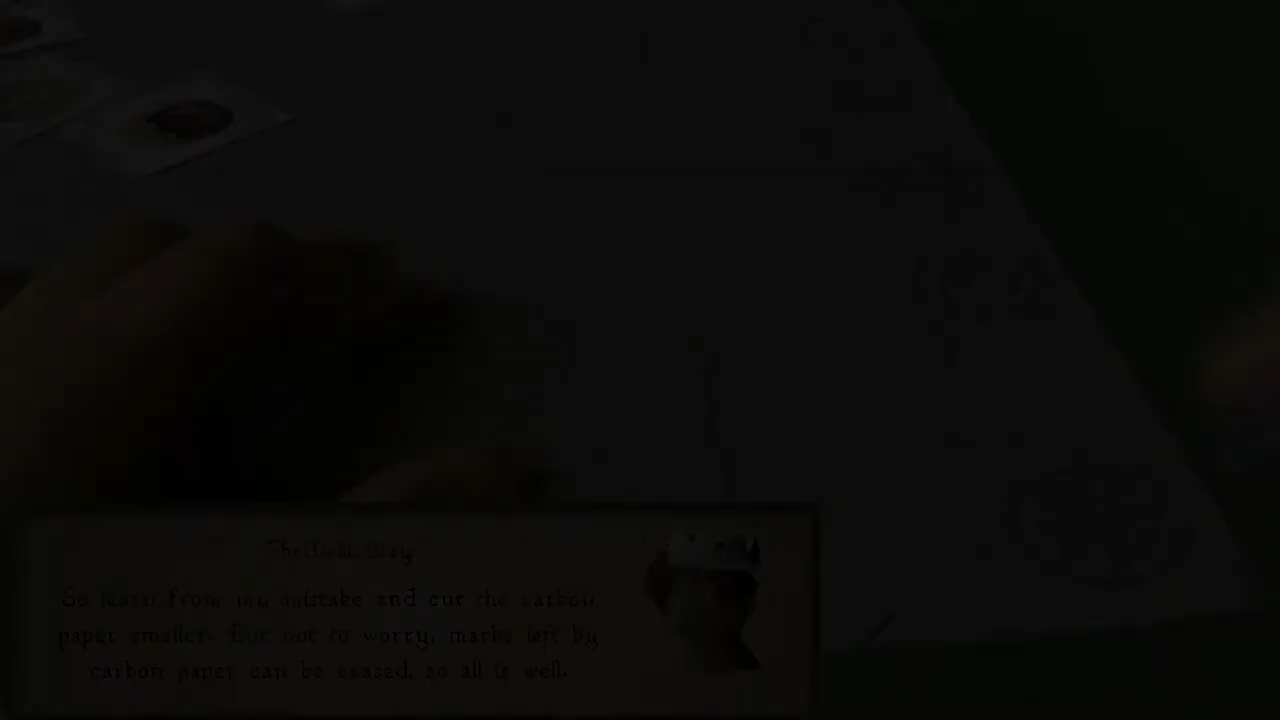 So learn from my mistake and cut the carbon
paper smaller. But not to worry, marks left by
carbon paper can be erased, so all is well.